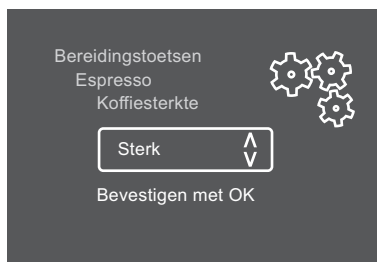 Bereidingstoetsen
Espresso
Koffiesterkte
Sterk
Bevestigen met OK